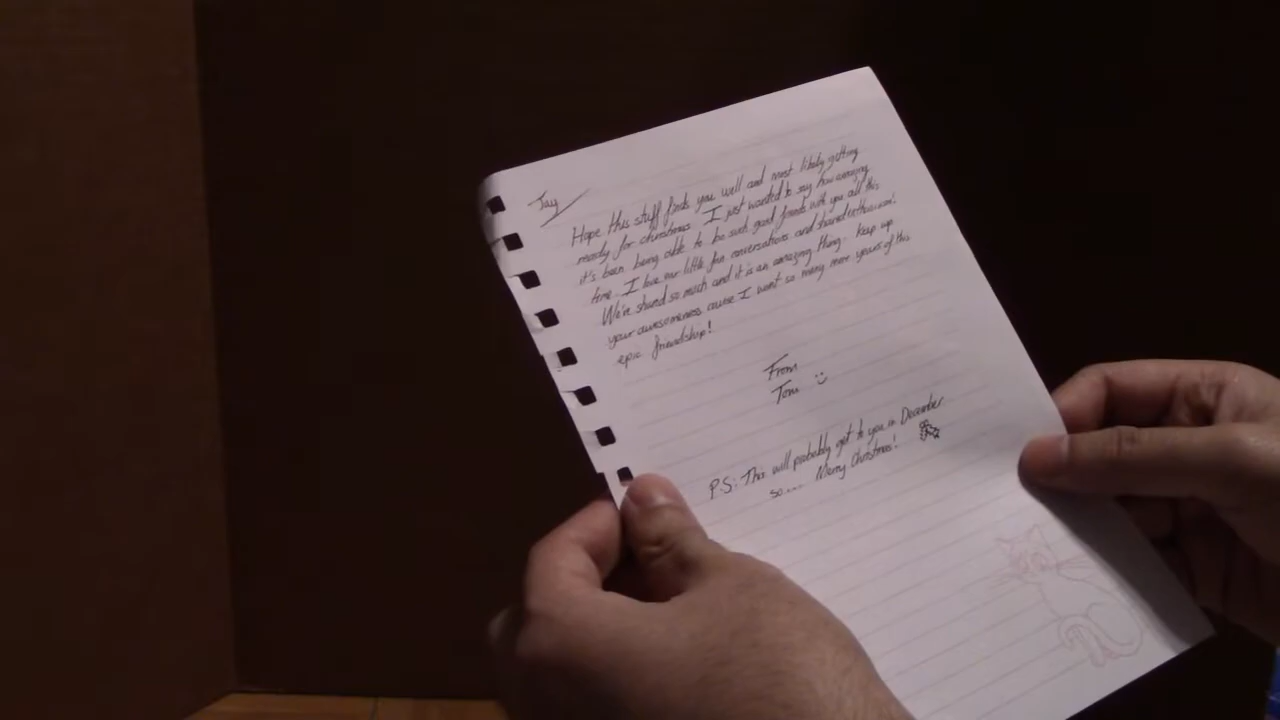 Jay
Hope this stuff finds you well and most likely getting
ready for christmas. I just wanted to say how amazing
it's been being able to be such good friends with you all this
time. I love our little fun conversations and shared enthusiasm!
We've shared so much and it is an amazing thing. Keep up
your awesomeness cause I want so many more years of this
epic friendship!
From
Tom :)
P.S: This will probably get to you in December
so.... Merry Christmas!